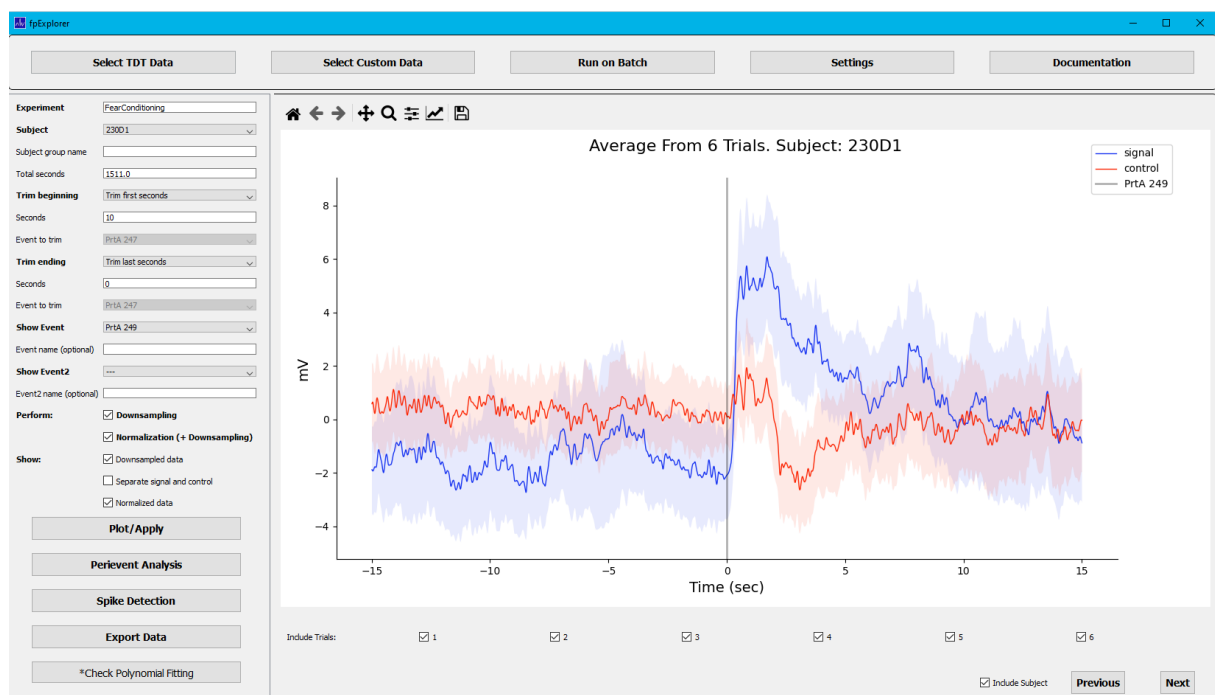 fpExplorer
Select TDT Data
Select Custom Data
Run on Batch
Settings
Documentation
Experiment FearConditioning
Subject 230D1
Subject group name
Total seconds 1511.0
Trim beginning Trim first seconds
Seconds 10
Event to trim PrtA 247
Trim ending Trim last seconds
Seconds 0
Event to trim PrtA 247
Show Event PrtA 249
Event name (optional)
Show Event2 ---
Event2 name (optional)
Perform: Downsampling
Normalization (+ Downsampling)
Show: Downsampled data
Separate signal and control
Normalized data
Plot/Apply
Perievent Analysis
Spike Detection
Export Data
*Check Polynomial Fitting
Average From 6 Trials. Subject: 230D1
signal
control
PrtA 249
mV
8
6
4
2
0
−2
−4
−15 −10 −5 0 5 10 15
Time (sec)
Include Trials: 1 2 3 4 5 6
Include Subject Previous Next